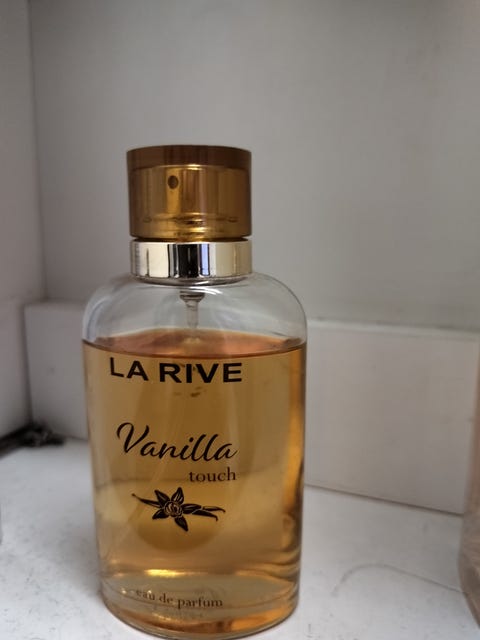 LA RIVE
Vanilla
touch
eau de parfum